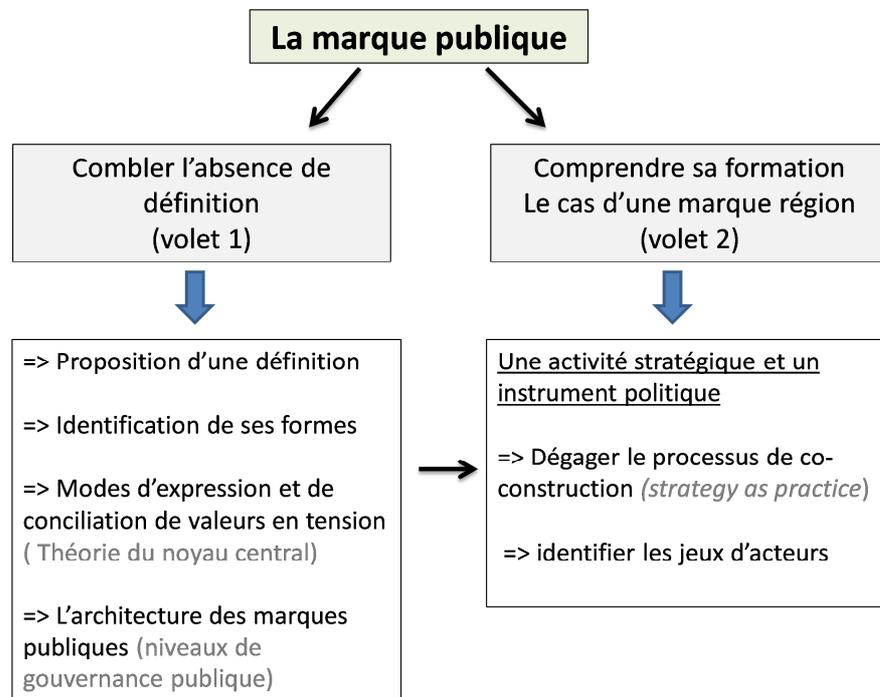 La marque publique
Combler l’absence de
définition
(volet 1)
Comprendre sa formation
Le cas d’une marque région
(volet 2)
=> Proposition d’une définition
=> Identification de ses formes
=> Modes d’expression et de
conciliation de valeurs en tension
( Théorie du noyau central)
=> L’architecture des marques
publiques (niveaux de
gouvernance publique)
Une activité stratégique et un
instrument politique
=> Dégager le processus de co-
construction (strategy as practice)
=> identifier les jeux d’acteurs